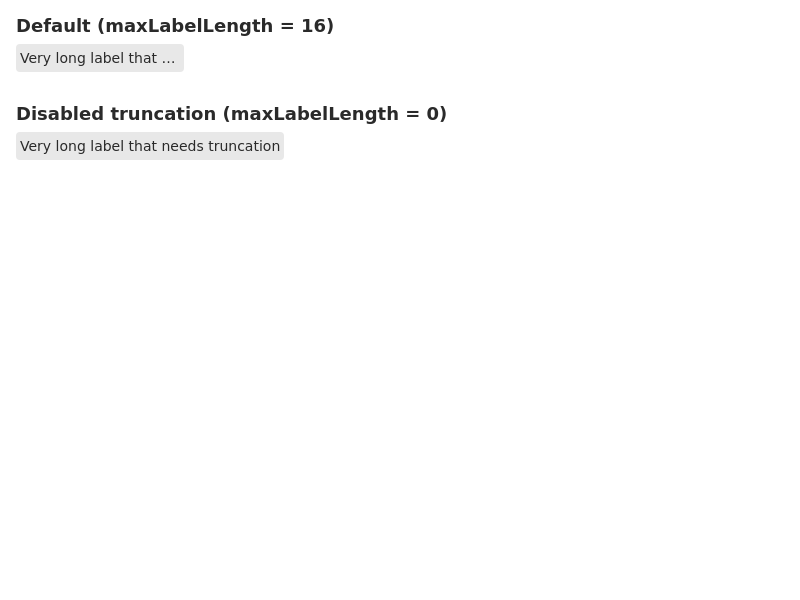 Default (maxLabelLength = 16)
Very long label that …
Disabled truncation (maxLabelLength = 0)
Very long label that needs truncation